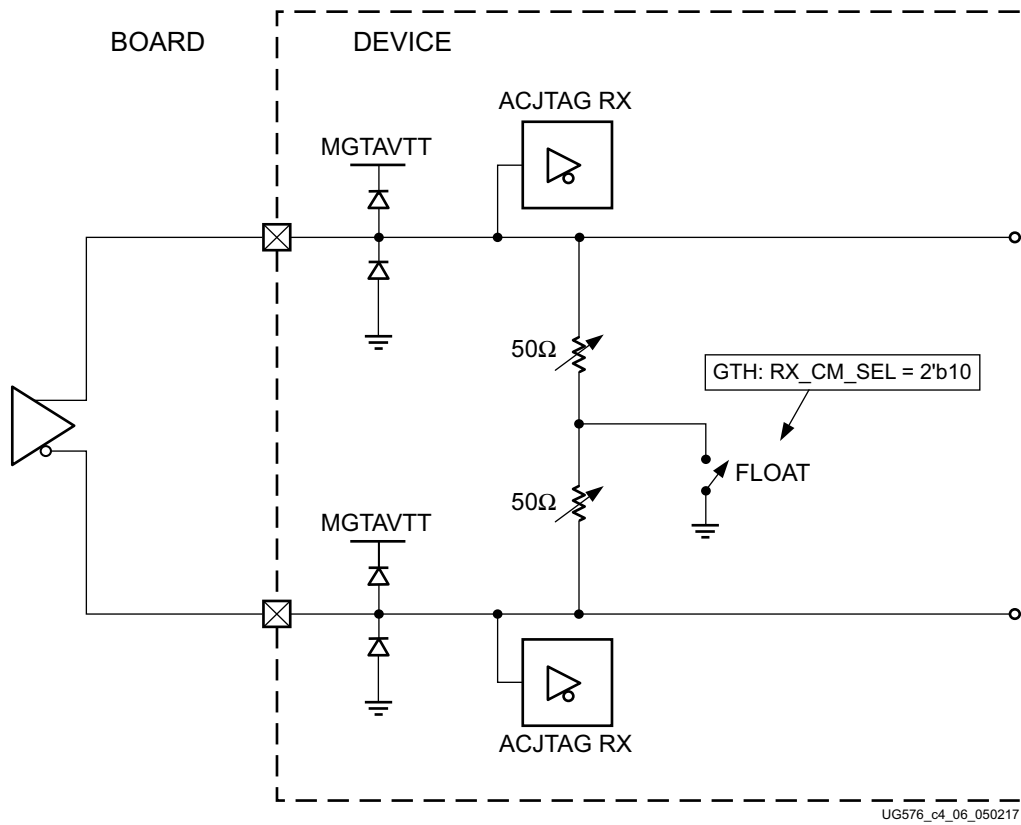 BOARD
DEVICE
ACJTAG RX
MGTAVTT
50Ω
GTH: RX_CM_SEL = 2'b10
FLOAT
50Ω
MGTAVTT
ACJTAG RX
UG576_c4_06_050217